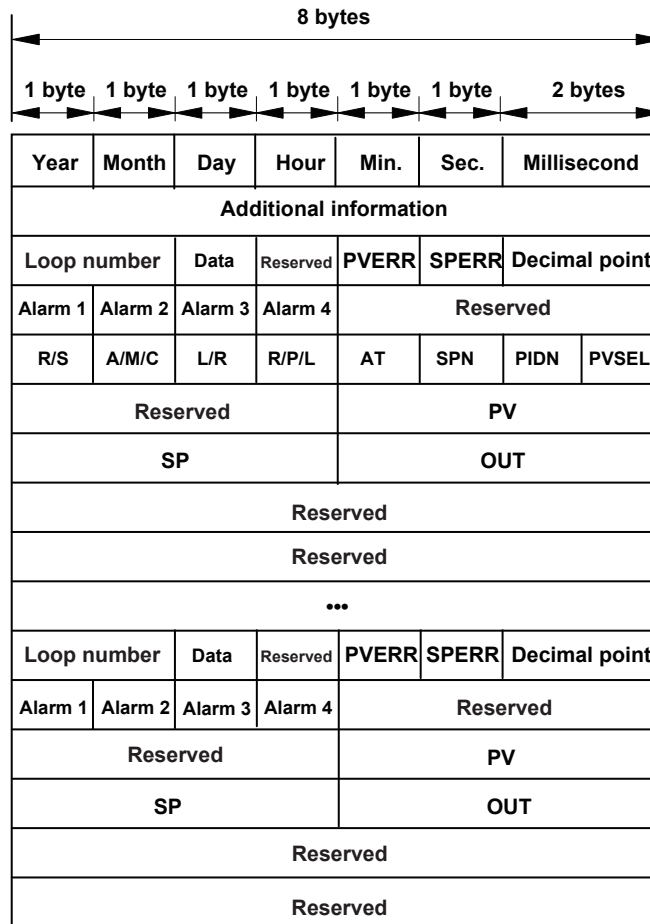 8 bytes
1 byte 1 byte 1 byte 1 byte 1 byte 1 byte 2 bytes
Year Month Day Hour Min. Sec. Millisecond
Additional information
Loop number Data Reserved PVERR SPERR Decimal point
Alarm 1 Alarm 2 Alarm 3 Alarm 4 Reserved
R/S A/M/C L/R R/P/L AT SPN PIDN PVSEL
Reserved PV
SP OUT
Reserved
Reserved
•••
Loop number Data Reserved PVERR SPERR Decimal point
Alarm 1 Alarm 2 Alarm 3 Alarm 4 Reserved
Reserved PV
SP OUT
Reserved
Reserved